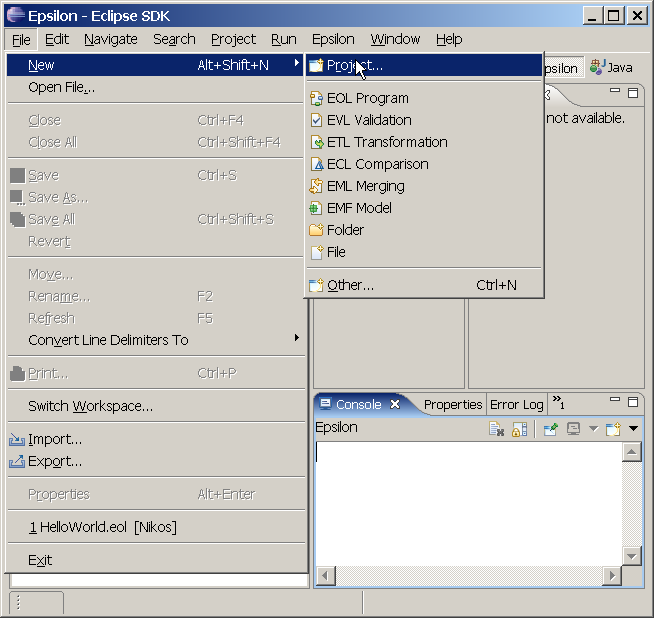 Epsilon - Eclipse SDK
File Edit Navigate Search Project Run Epsilon Window Help
New Alt+Shift+N
Open File...
Close Ctrl+F4
Close All Ctrl+Shift+F4
Save Ctrl+S
Save As...
Save All Ctrl+Shift+S
Revert
Move...
Rename... F2
Refresh F5
Convert Line Delimiters To
Print... Ctrl+P
Switch Workspace...
Import...
Export...
Properties Alt+Enter
1 HelloWorld.eol [Nikos]
Exit
Project...
EOL Program
EVL Validation
ETL Transformation
ECL Comparison
EML Merging
EMF Model
Folder
File
Other... Ctrl+N
psilon Java
not available.
Console Properties Error Log »1
Epsilon